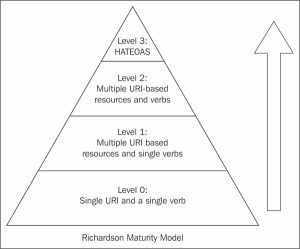 Level 3:
HATEOAS
Level 2:
Multiple URI-based
resources and verbs
Level 1:
Multiple URI based
resources and single verbs
Level 0:
Single URI and a single verb
Richardson Maturity Model